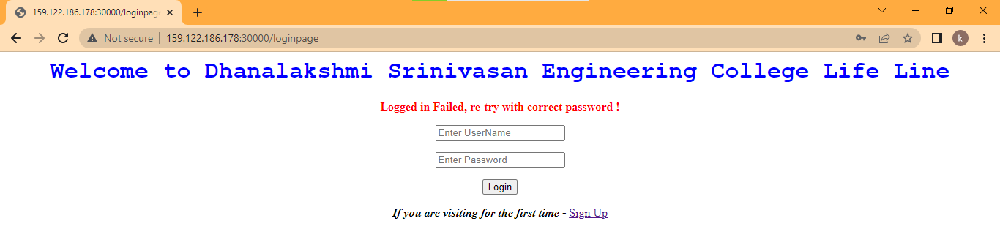 159.122.186.178:30000/loginpag
Not secure
159.122.186.178:30000/loginpage
k
Welcome to Dhanalakshmi Srinivasan Engineering College Life Line
Logged in Failed, re-try with correct password !
Enter UserName
Enter Password
Login
If you are visiting for the first time - Sign Up